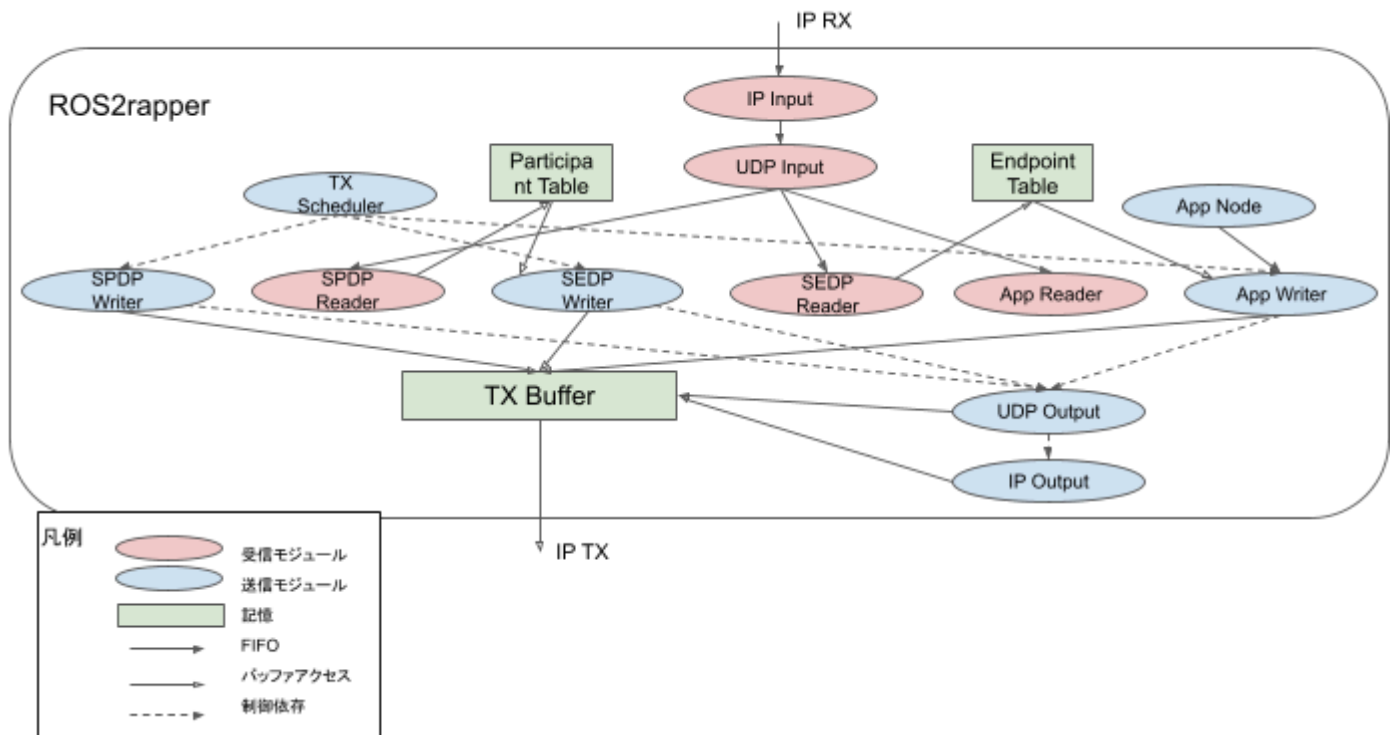 IP RX
ROS2rapper
IP Input
Participa
nt Table
UDP Input
Endpoint
Table
TX
Scheduler
App Node
SPDP
Writer
SPDP
Reader
SEDP
Writer
SEDP
Reader
App Reader
App Writer
TX Buffer
UDP Output
IP Output
IP TX
凡例
受信モジュール
送信モジュール
記憶
FIFO
バッファアクセス
制御依存